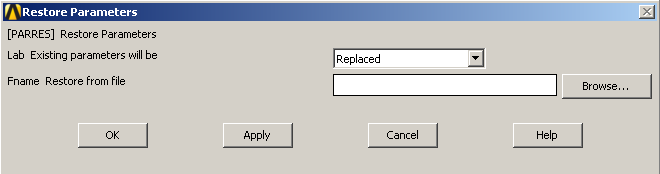 Restore Parameters
[PARRES] Restore Parameters
Lab Existing parameters will be
Replaced
Fname Restore from file
Browse...
OK Apply Cancel Help